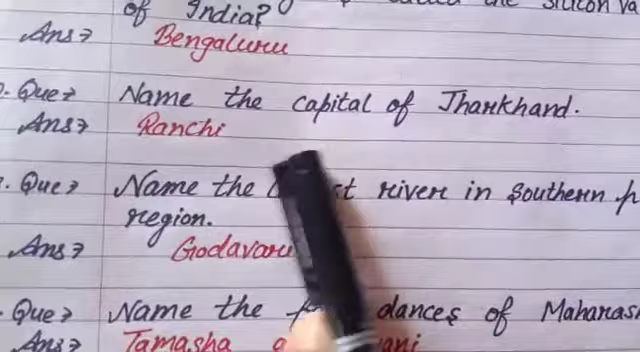 of India?
Ans→ Bengaluru
Que→ Name the capital of Jharkhand.
Ans→ Ranchi
Que→ Name the river in Southern
region.
Ans→ Godavari
Que→ Name the dances of
Ans→ Tamasha